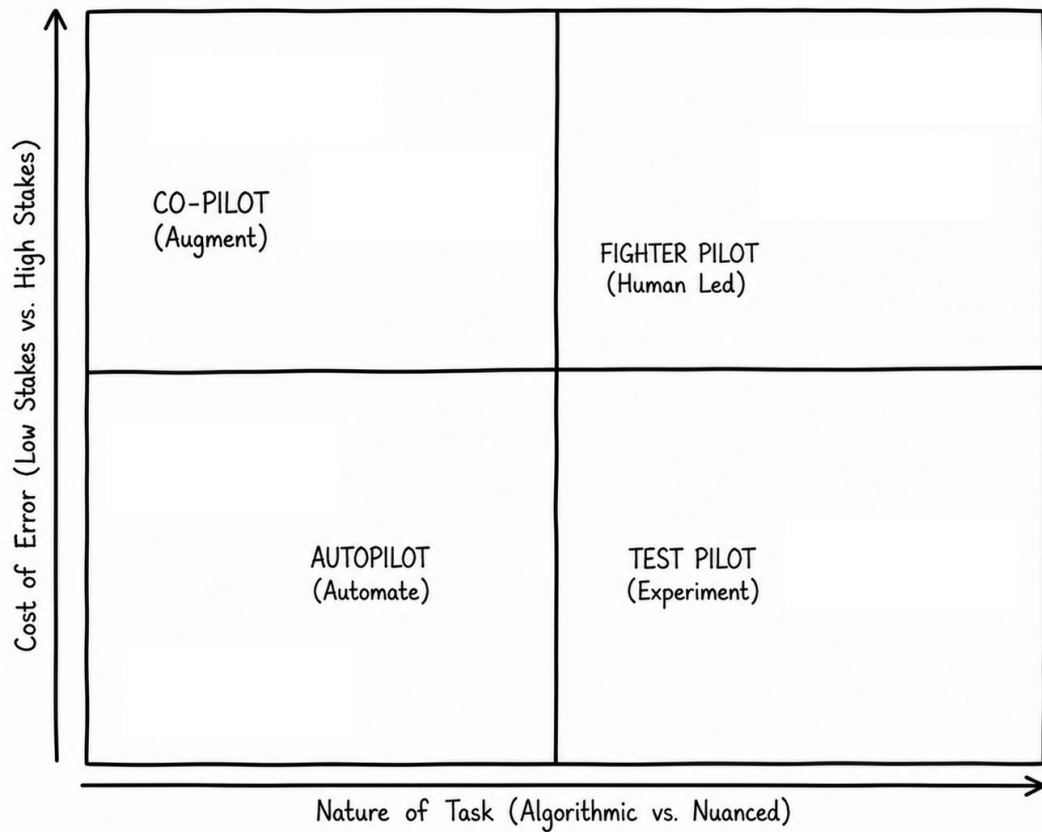 Cost of Error (Low Stakes vs. High Stakes)
CO-PILOT
(Augment)
FIGHTER PILOT
(Human Led)
AUTOPILOT
(Automate)
TEST PILOT
(Experiment)
Nature of Task (Algorithmic vs. Nuanced)